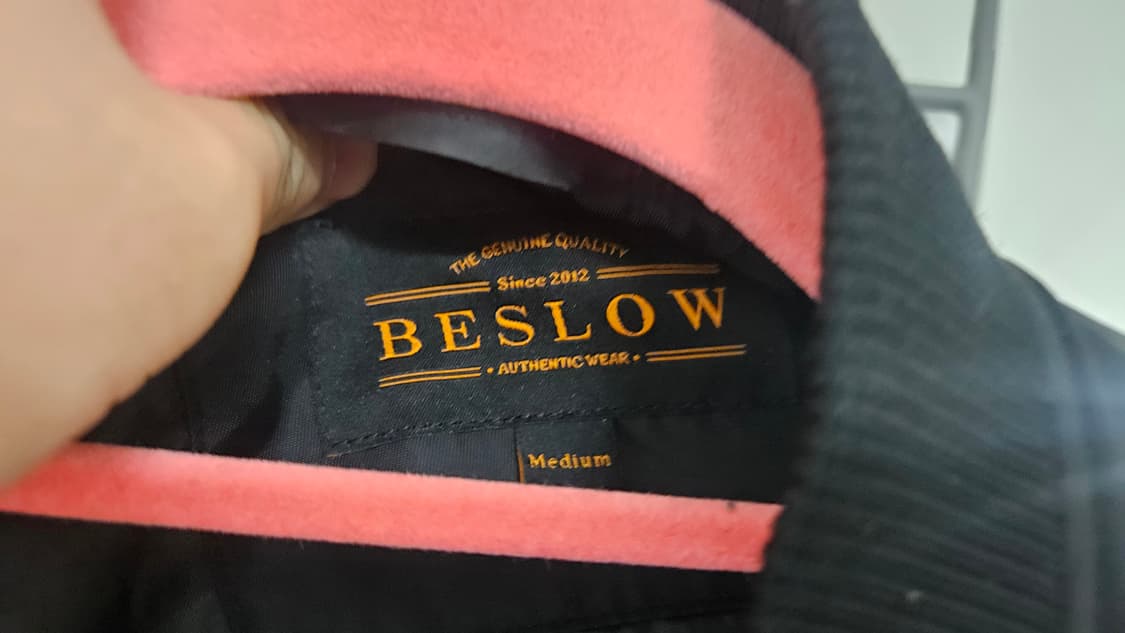 THE GENUINE QUALITY
Since 2012
BESLOW
• AUTHENTIC WEAR •
Medium